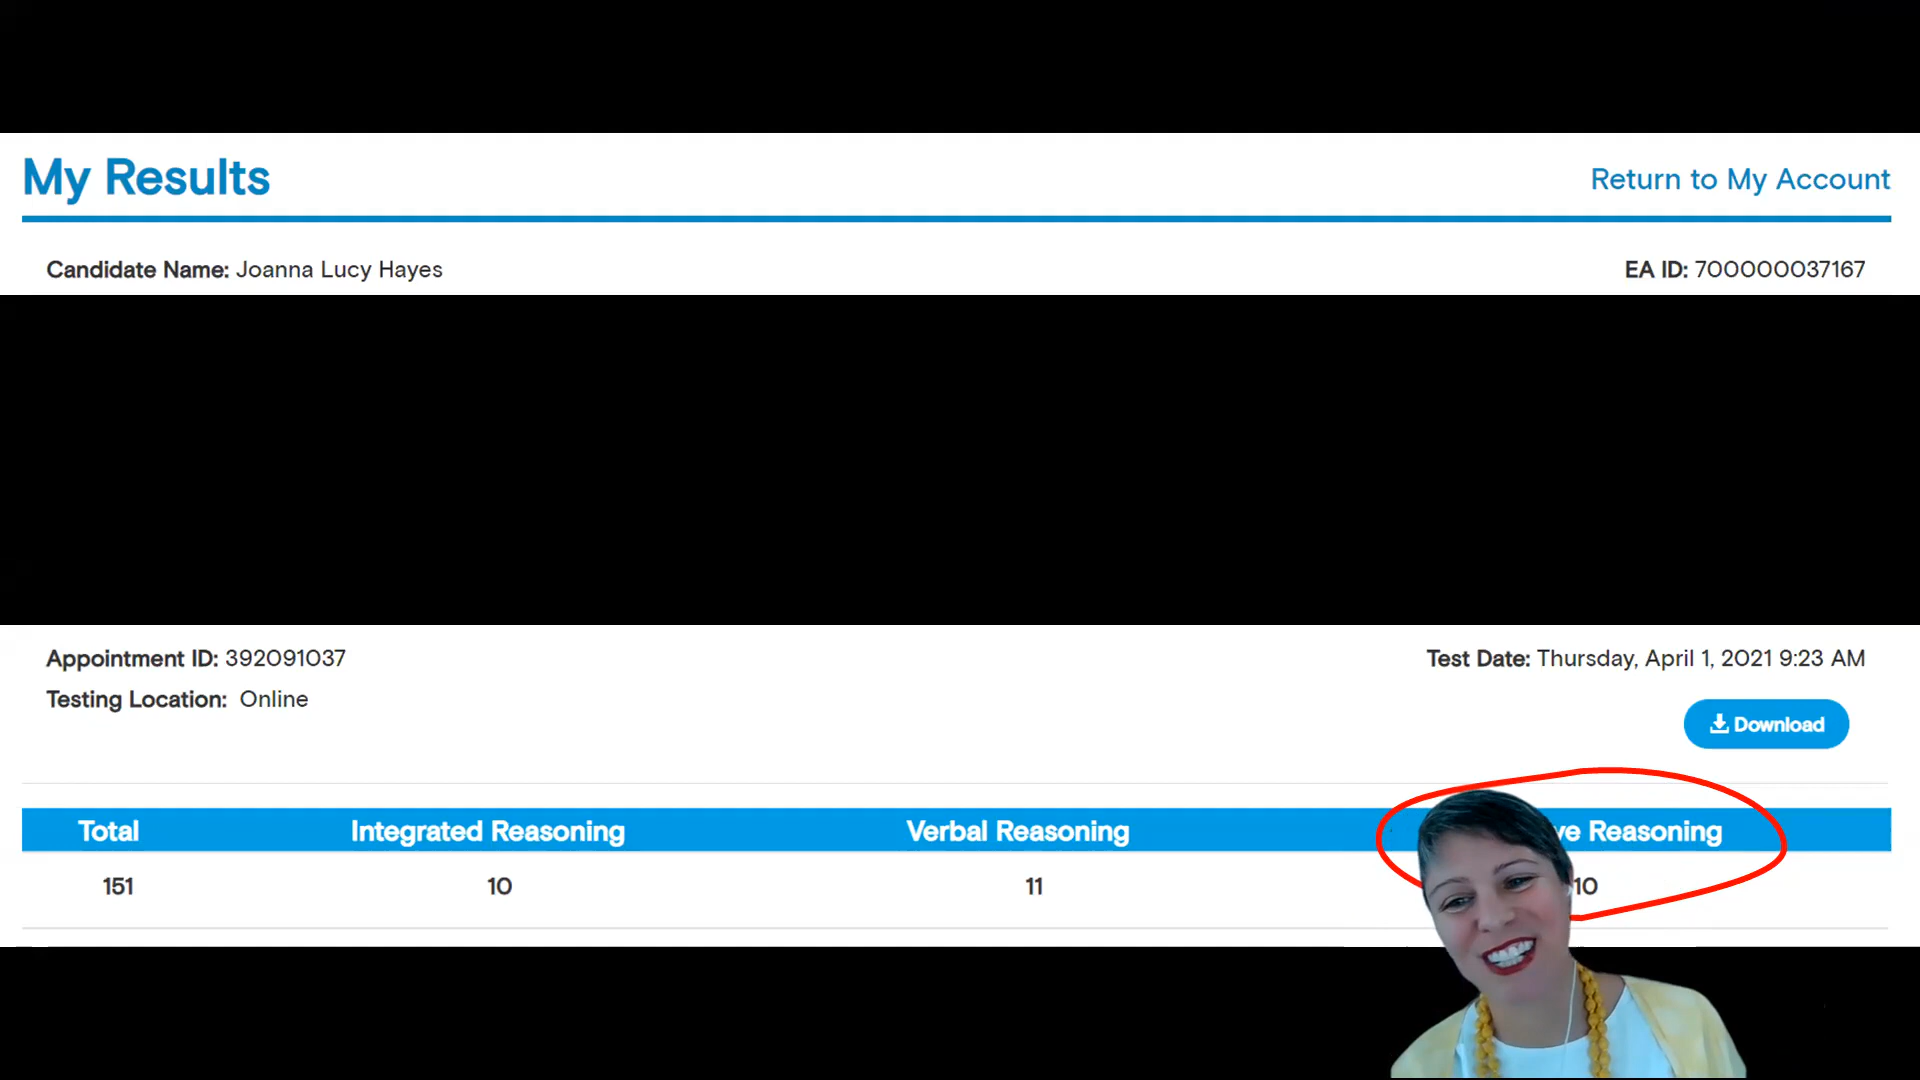 My Results
Return to My Account
Candidate Name: Joanna Lucy Hayes
EA ID: 700000037167
Appointment ID: 392091037
Test Date: Thursday, April 1, 2021 9:23 AM
Testing Location: Online
Download
Total Integrated Reasoning Verbal Reasoning Reasoning
151 10 11 10